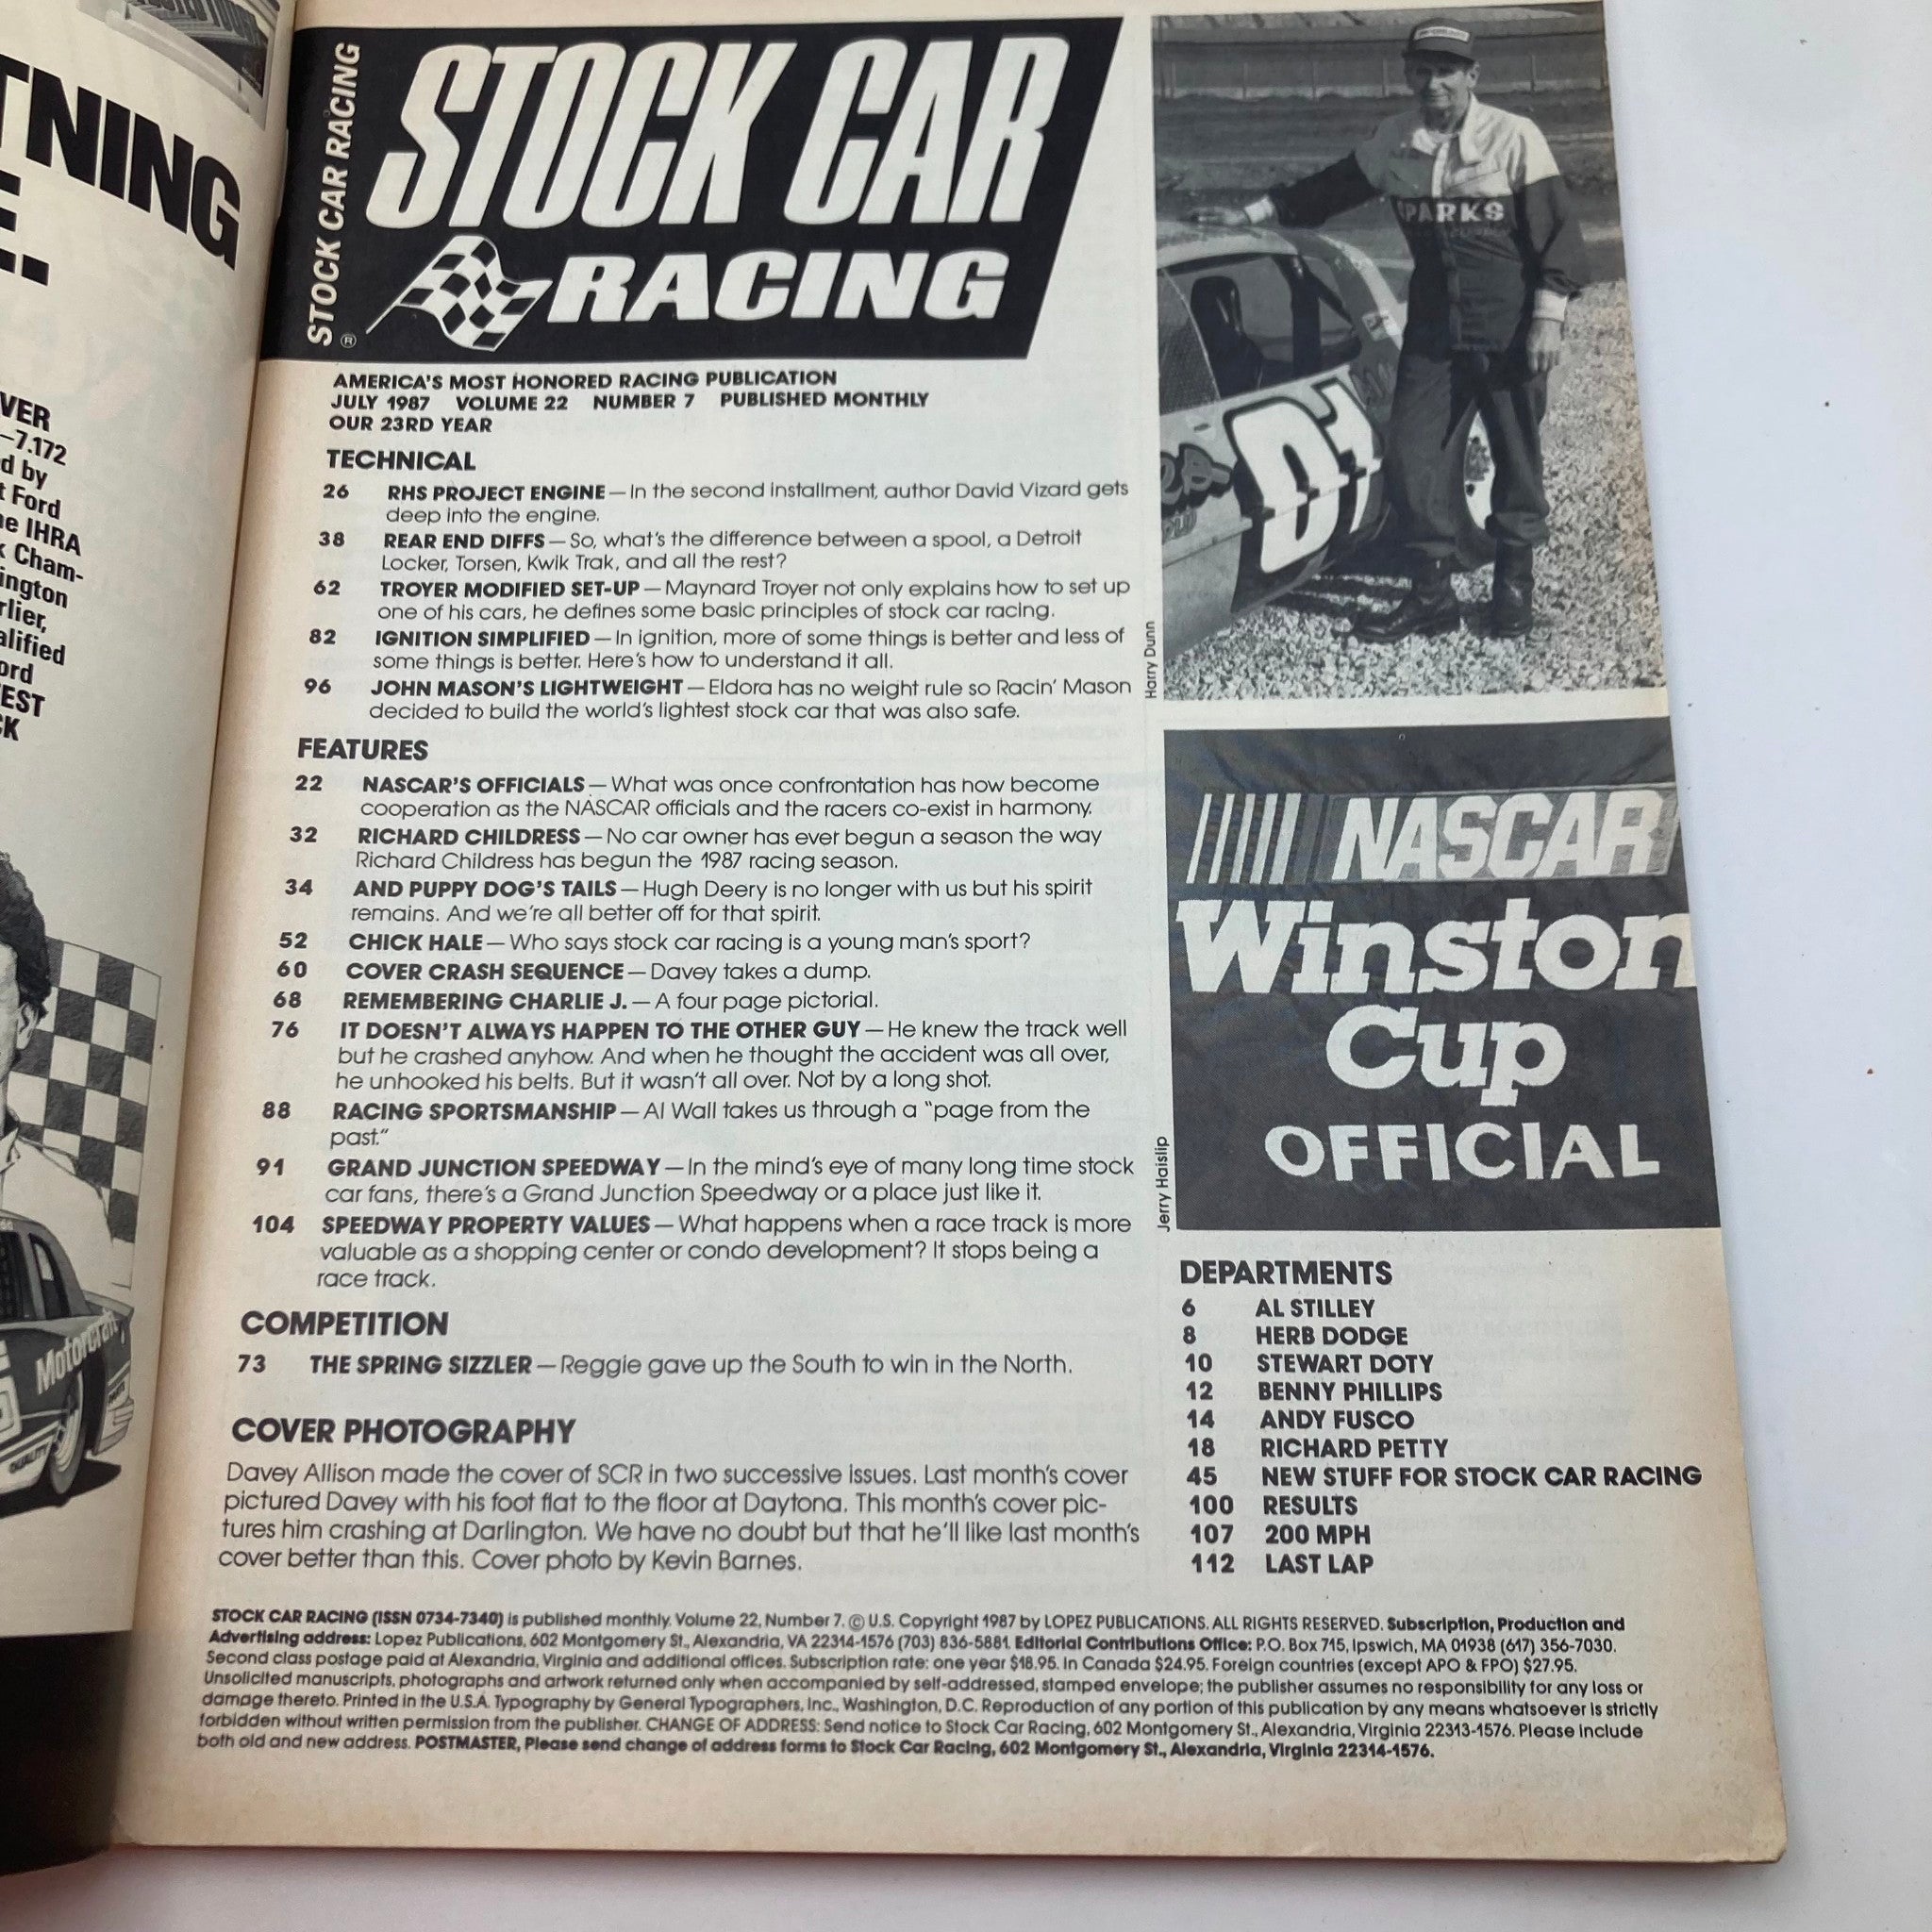 TNING
E.
VER
—7.172
d by
t Ford
he IHRA
k Cham-
ington
rlier,
alified
ord
EST
CK
Motorcraft
STOCK CAR RACING
STOCK CAR
RACING
®
AMERICA'S MOST HONORED RACING PUBLICATION
JULY 1987 VOLUME 22 NUMBER 7 PUBLISHED MONTHLY
OUR 23RD YEAR
TECHNICAL
26 RHS PROJECT ENGINE—In the second installment, author David Vizard gets
deep into the engine.
38 REAR END DIFFS—So, what's the difference between a spool, a Detroit
Locker, Torsen, Kwik Trak, and all the rest?
62 TROYER MODIFIED SET-UP—Maynard Troyer not only explains how to set up
one of his cars, he defines some basic principles of stock car racing.
82 IGNITION SIMPLIFIED—In ignition, more of some things is better and less of
some things is better. Here's how to understand it all.
96 JOHN MASON'S LIGHTWEIGHT—Eldora has no weight rule so Racin' Mason
decided to build the world's lightest stock car that was also safe.
FEATURES
22 NASCAR'S OFFICIALS—What was once confrontation has now become
cooperation as the NASCAR officials and the racers co-exist in harmony.
32 RICHARD CHILDRESS—No car owner has ever begun a season the way
Richard Childress has begun the 1987 racing season.
34 AND PUPPY DOG'S TAILS—Hugh Deery is no longer with us but his spirit
remains. And we're all better off for that spirit.
52 CHICK HALE—Who says stock car racing is a young man's sport?
60 COVER CRASH SEQUENCE—Davey takes a dump.
68 REMEMBERING CHARLIE J.—A four page pictorial.
76 IT DOESN'T ALWAYS HAPPEN TO THE OTHER GUY—He knew the track well
but he crashed anyhow. And when he thought the accident was all over,
he unhooked his belts. But it wasn't all over. Not by a long shot.
88 RACING SPORTSMANSHIP—Al Wall takes us through a "page from the
past."
91 GRAND JUNCTION SPEEDWAY—In the mind's eye of many long time stock
car fans, there's a Grand Junction Speedway or a place just like it.
104 SPEEDWAY PROPERTY VALUES—What happens when a race track is more
valuable as a shopping center or condo development? It stops being a
race track.
COMPETITION
73 THE SPRING SIZZLER—Reggie gave up the South to win in the North.
COVER PHOTOGRAPHY
Davey Allison made the cover of SCR in two successive issues. Last month's cover
pictured Davey with his foot flat to the floor at Daytona. This month's cover pic-
tures him crashing at Darlington. We have no doubt but that he'll like last month's
cover better than this. Cover photo by Kevin Barnes.
PARKS
D1
Harry Dunn
NASCAR
Winston
Cup
OFFICIAL
Jerry Haislip
DEPARTMENTS
6 AL STILLEY
8 HERB DODGE
10 STEWART DOTY
12 BENNY PHILLIPS
14 ANDY FUSCO
18 RICHARD PETTY
45 NEW STUFF FOR STOCK CAR RACING
100 RESULTS
107 200 MPH
112 LAST LAP
STOCK CAR RACING (ISSN 0734-7340) is published monthly. Volume 22, Number 7. © U.S. Copyright 1987 by LOPEZ PUBLICATIONS. ALL RIGHTS RESERVED. Subscription, Production and
Advertising address: Lopez Publications, 602 Montgomery St., Alexandria, VA 22314-1576 (703) 836-5881. Editorial Contributions Office: P.O. Box 715, Ipswich, MA 01938 (617) 356-7030.
Second class postage paid at Alexandria, Virginia and additional offices. Subscription rate: one year $18.95. In Canada $24.95. Foreign countries (except APO & FPO) $27.95.
Unsolicited manuscripts, photographs and artwork returned only when accompanied by self-addressed, stamped envelope; the publisher assumes no responsibility for any loss or
damage thereto. Printed in the U.S.A. Typography by General Typographers, Inc., Washington, D.C. Reproduction of any portion of this publication by any means whatsoever is strictly
forbidden without written permission from the publisher. CHANGE OF ADDRESS: Send notice to Stock Car Racing, 602 Montgomery St., Alexandria, Virginia 22313-1576. Please include
both old and new address. POSTMASTER, Please send change of address forms to Stock Car Racing, 602 Montgomery St., Alexandria, Virginia 22314-1576.